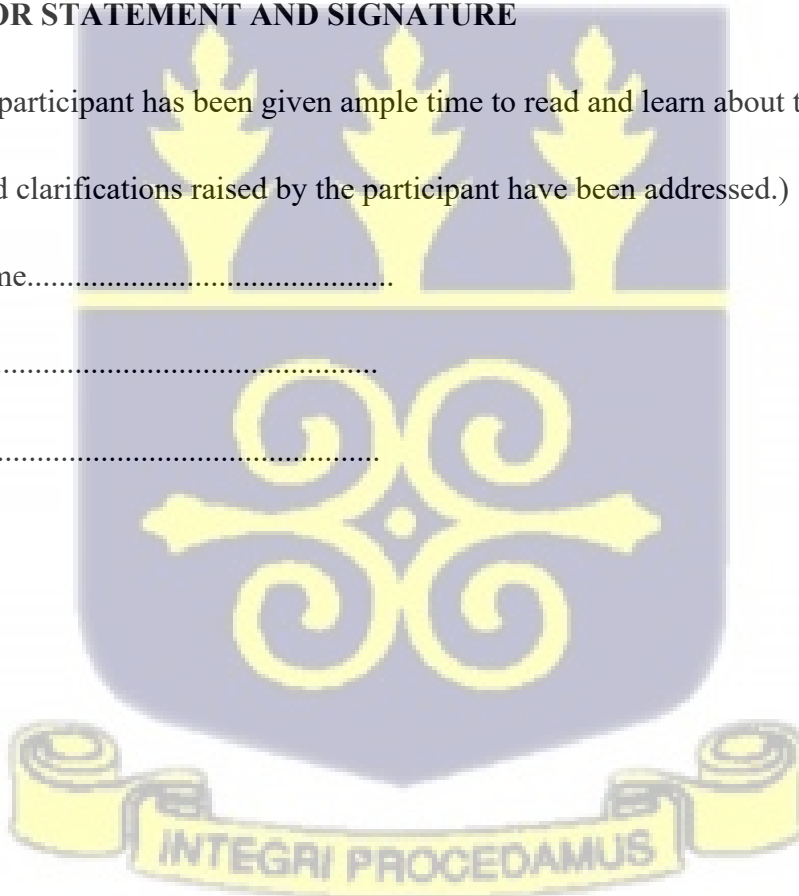 OR STATEMENT AND SIGNATURE
participant has been given ample time to read and learn about t
d clarifications raised by the participant have been addressed.)
me..............................................
...............................................
................................................
INTEGRI PROCEDAMUS